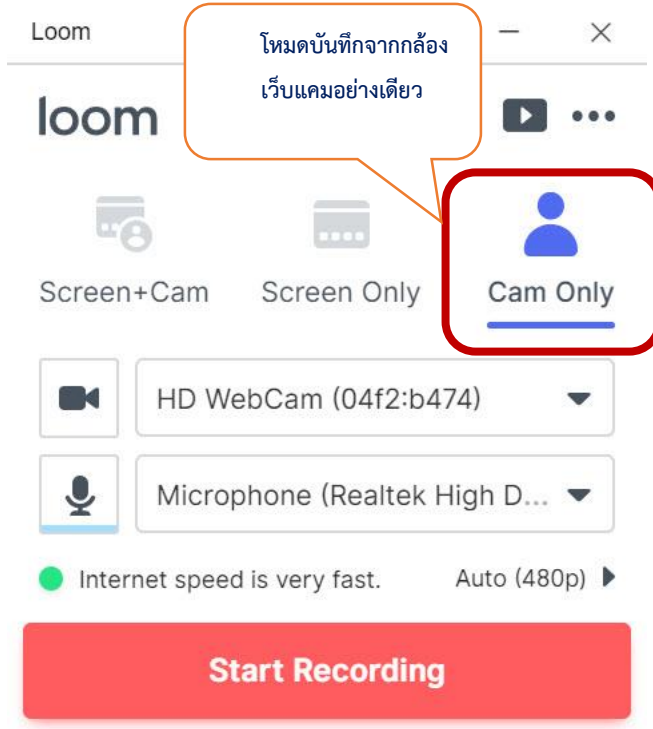 Loom
โหมดบันทึกจากกล้อง
เว็บแคมอย่างเดียว
loom
Screen+Cam
Screen Only
Cam Only
HD WebCam (04f2:b474)
Microphone (Realtek High D...
Internet speed is very fast.
Auto (480p)
Start Recording